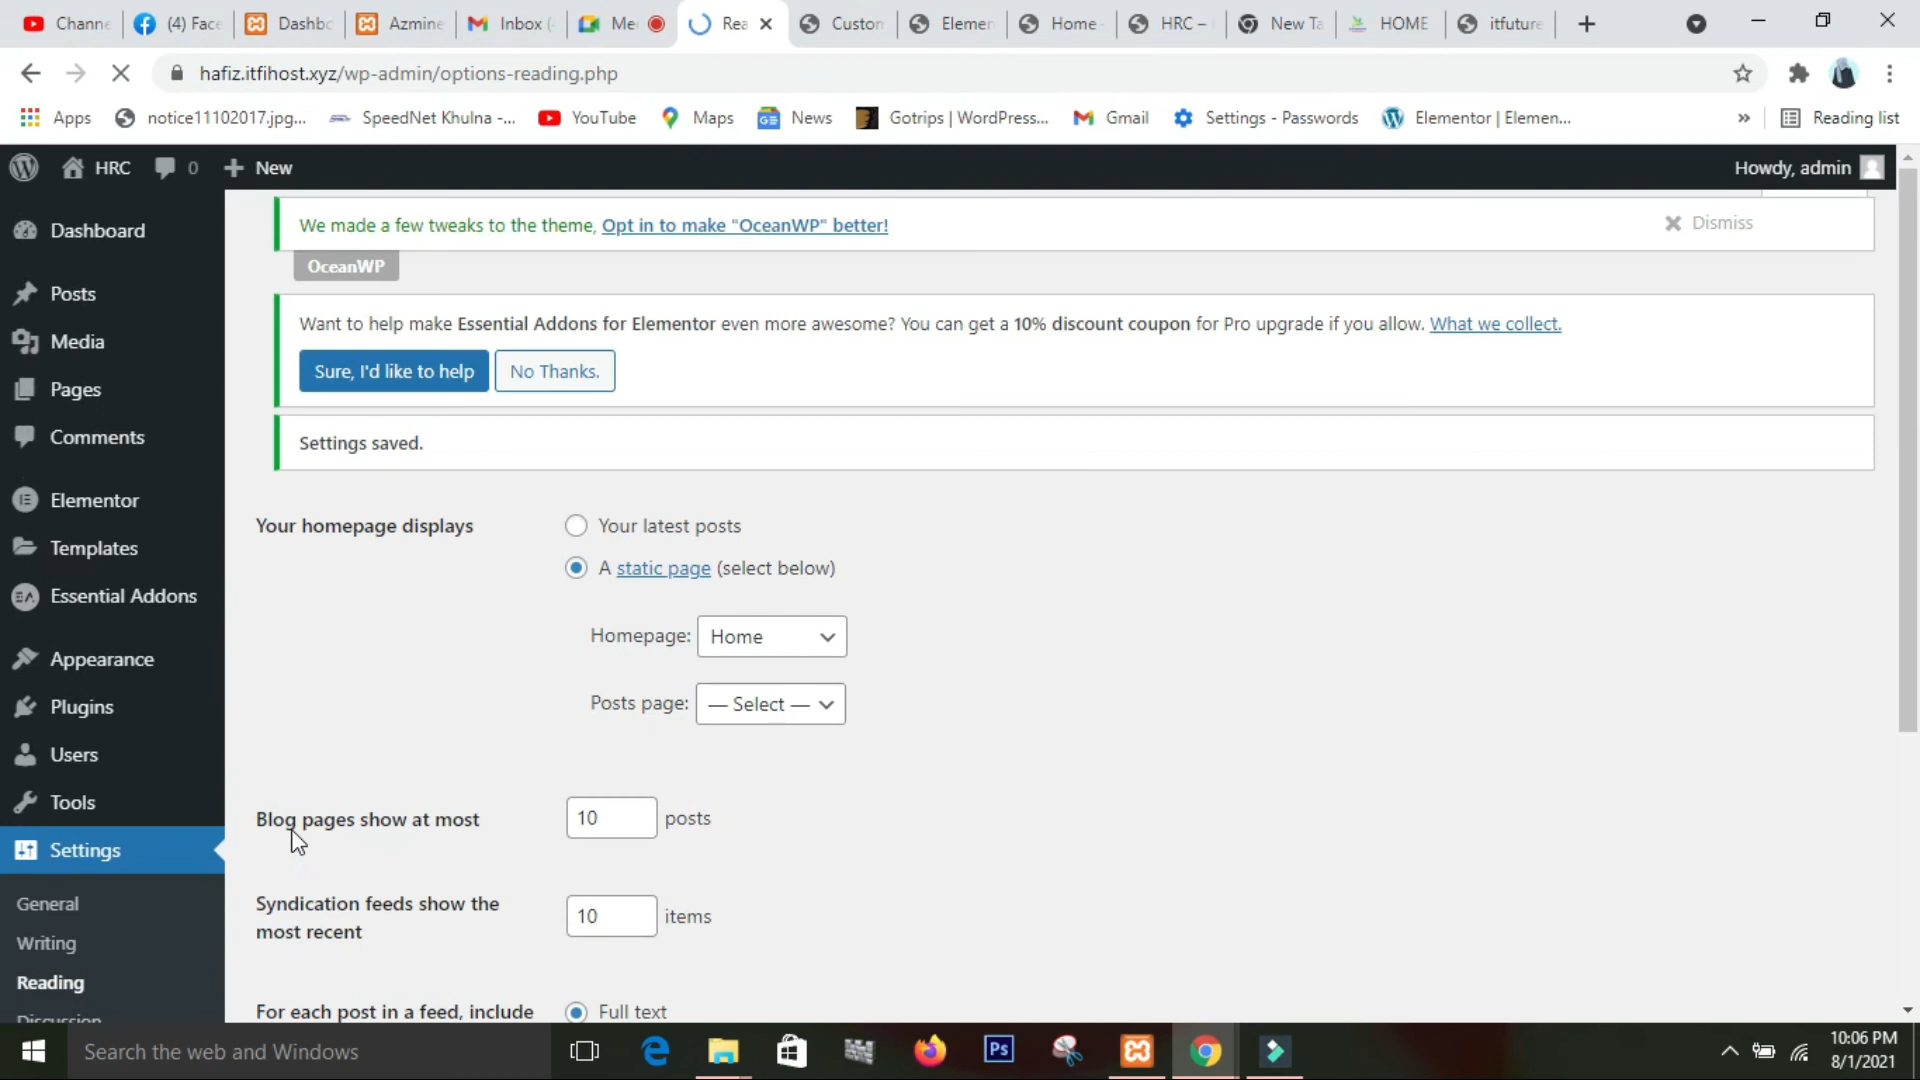 Channe
(4) Face
Dashbo
Azmine
Inbox (
Me
Rea
Custon
Elemen
Home -
HRC –
New Ta
HOME
itfuture
hafiz.itfihost.xyz/wp-admin/options-reading.php
Apps
notice11102017.jpg...
SpeedNet Khulna -...
YouTube
Maps
News
Gotrips | WordPress...
Gmail
Settings - Passwords
Elementor | Elemen...
»
Reading list
HRC
0
New
Howdy, admin
Dashboard
Posts
Media
Pages
Comments
Elementor
Templates
Essential Addons
Appearance
Plugins
Users
Tools
Settings
General
Writing
Reading
Discussion
We made a few tweaks to the theme, Opt in to make "OceanWP" better!
Dismiss
OceanWP
Want to help make Essential Addons for Elementor even more awesome? You can get a 10% discount coupon for Pro upgrade if you allow. What we collect.
Sure, I'd like to help
No Thanks.
Settings saved.
Your homepage displays
Your latest posts
A static page (select below)
Homepage: Home
Posts page: — Select —
Blog pages show at most
10 posts
Syndication feeds show the
most recent
10 items
For each post in a feed, include
Full text
Search the web and Windows
Ps
10:06 PM
8/1/2021